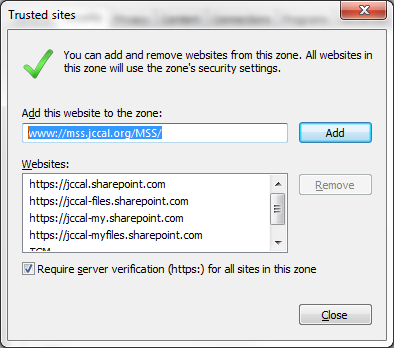 Trusted sites
You can add and remove websites from this zone. All websites in
this zone will use the zone's security settings.
Add this website to the zone:
www://mss.jccal.org/MSS/
Add
Websites:
https://jccal.sharepoint.com
https://jccal-files.sharepoint.com
https://jccal-my.sharepoint.com
https://jccal-myfiles.sharepoint.com
Remove
Require server verification (https:) for all sites in this zone
Close